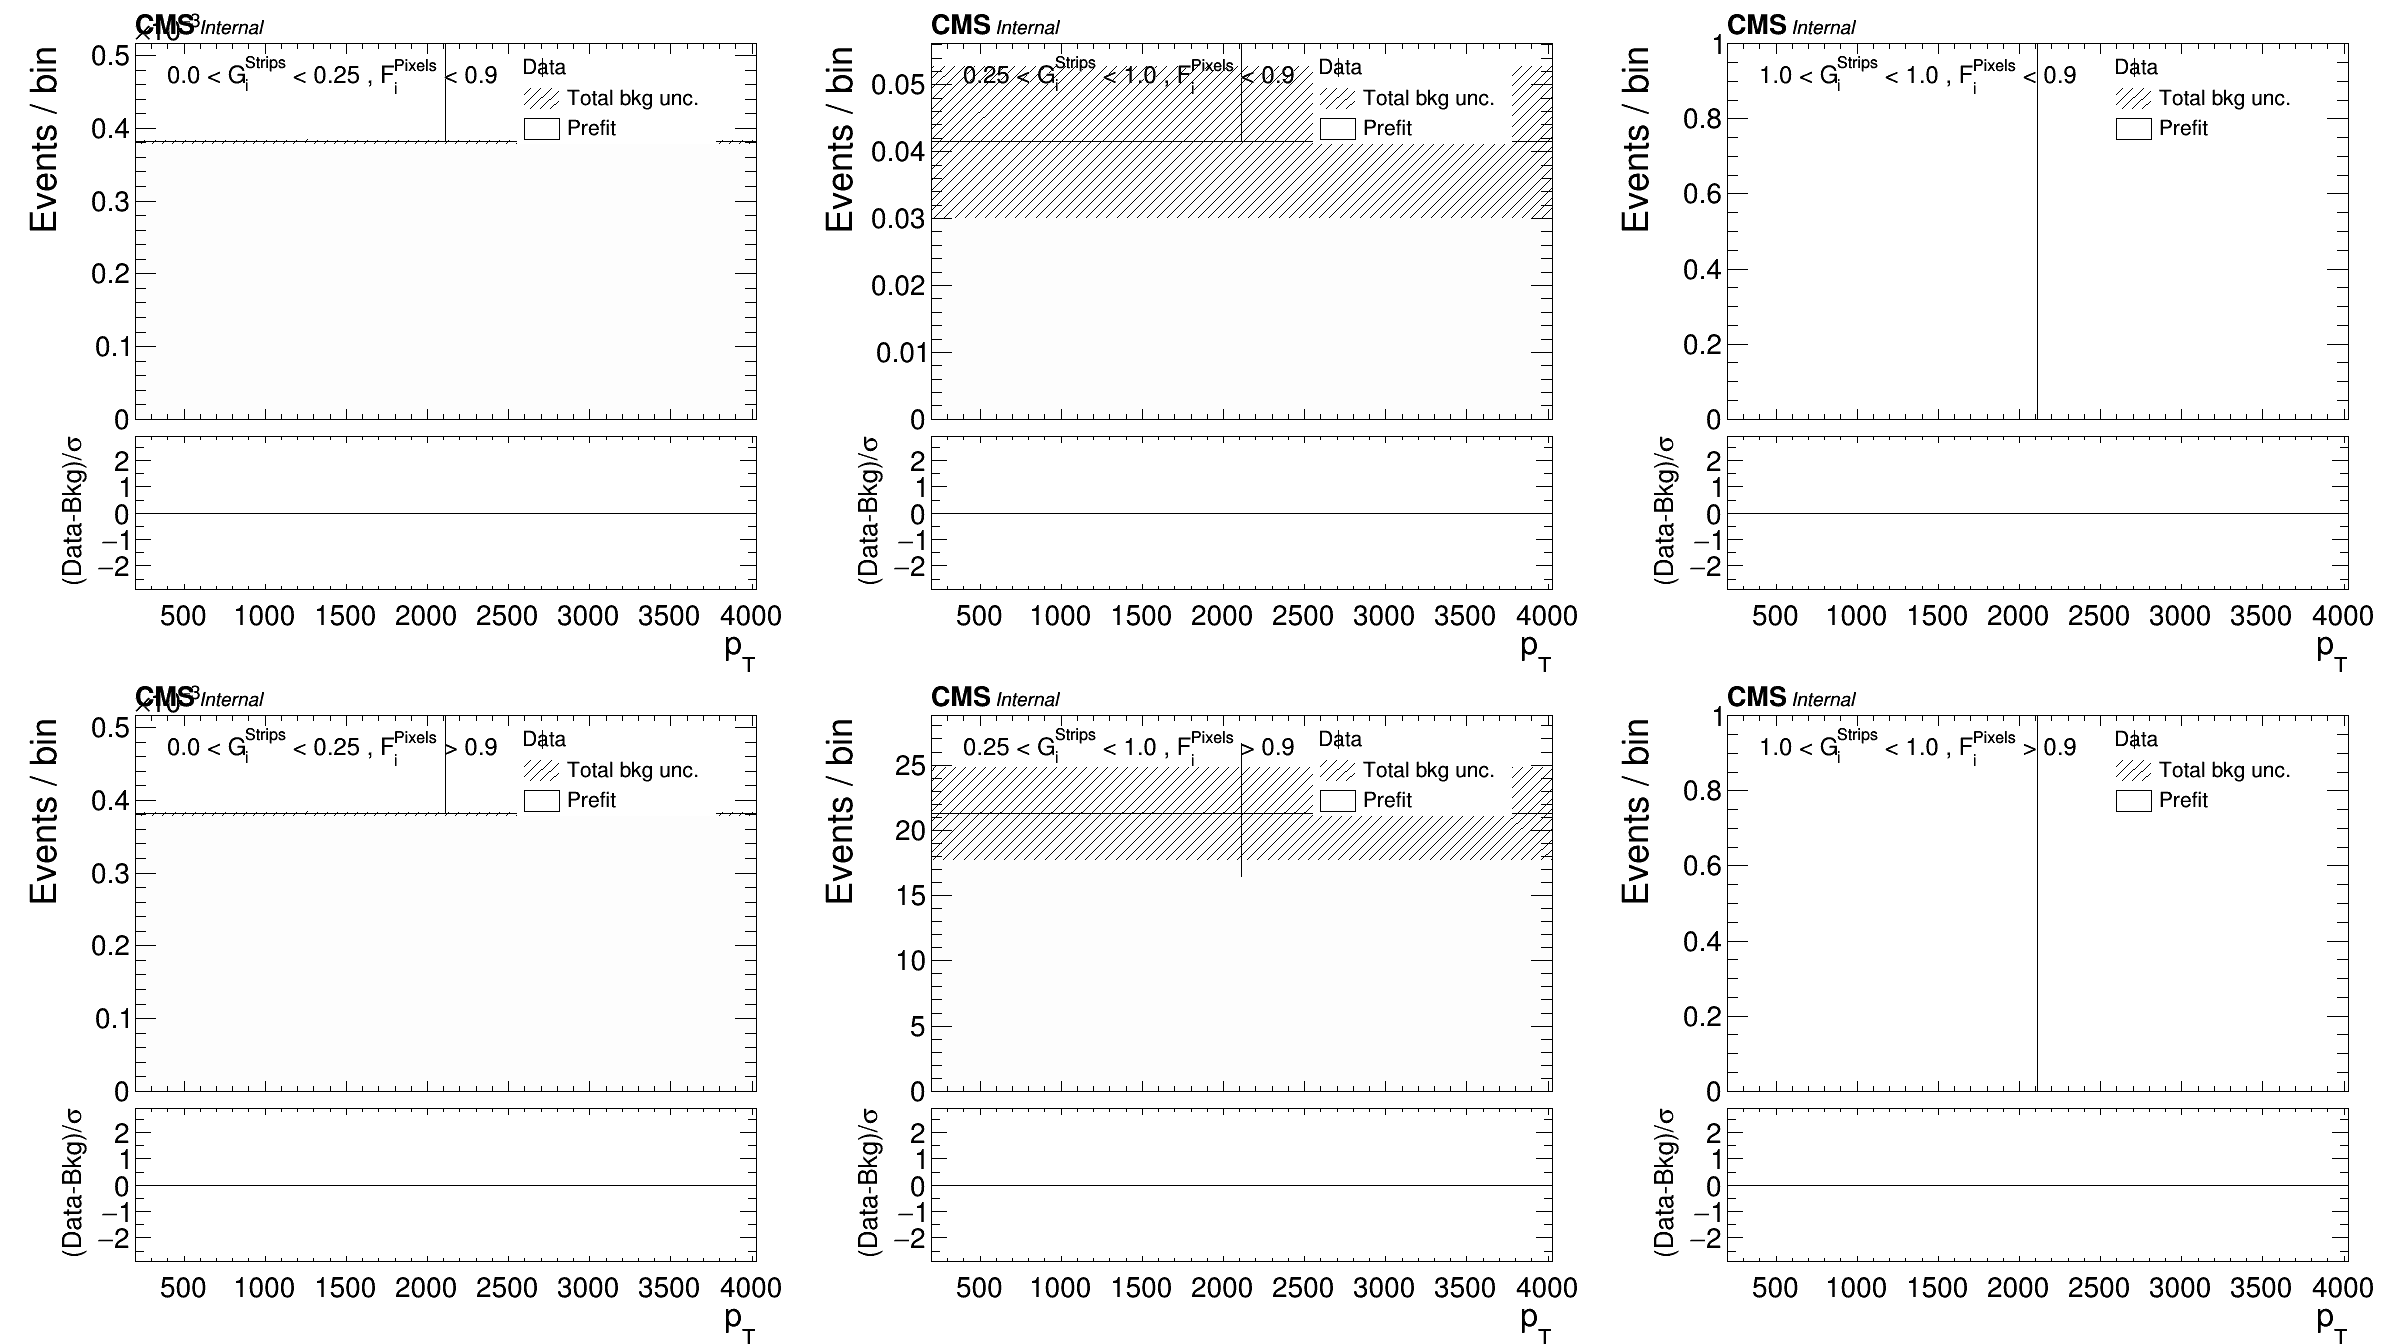 CMS Internal
×10⁻³
Events / bin
0.0 < G_i^Strips < 0.25 , F_i^Pixels < 0.9
Data
Total bkg unc.
Prefit
0.5
0.4
0.3
0.2
0.1
0
(Data-Bkg)/σ
2
1
0
−1
−2
500 1000 1500 2000 2500 3000 3500 4000
p_T
CMS Internal
Events / bin
0.25 < G_i^Strips < 1.0 , F_i^Pixels < 0.9
Data
Total bkg unc.
Prefit
0.05
0.04
0.03
0.02
0.01
0
(Data-Bkg)/σ
2
1
0
−1
−2
500 1000 1500 2000 2500 3000 3500 4000
p_T
CMS Internal
Events / bin
1.0 < G_i^Strips < 1.0 , F_i^Pixels < 0.9
Data
Total bkg unc.
Prefit
1
0.8
0.6
0.4
0.2
0
(Data-Bkg)/σ
2
1
0
−1
−2
500 1000 1500 2000 2500 3000 3500 4000
p_T
CMS Internal
×10⁻³
Events / bin
0.0 < G_i^Strips < 0.25 , F_i^Pixels > 0.9
Data
Total bkg unc.
Prefit
0.5
0.4
0.3
0.2
0.1
0
(Data-Bkg)/σ
2
1
0
−1
−2
500 1000 1500 2000 2500 3000 3500 4000
p_T
CMS Internal
Events / bin
0.25 < G_i^Strips < 1.0 , F_i^Pixels > 0.9
Data
Total bkg unc.
Prefit
25
20
15
10
5
0
(Data-Bkg)/σ
2
1
0
−1
−2
500 1000 1500 2000 2500 3000 3500 4000
p_T
CMS Internal
Events / bin
1.0 < G_i^Strips < 1.0 , F_i^Pixels > 0.9
Data
Total bkg unc.
Prefit
1
0.8
0.6
0.4
0.2
0
(Data-Bkg)/σ
2
1
0
−1
−2
500 1000 1500 2000 2500 3000 3500 4000
p_T